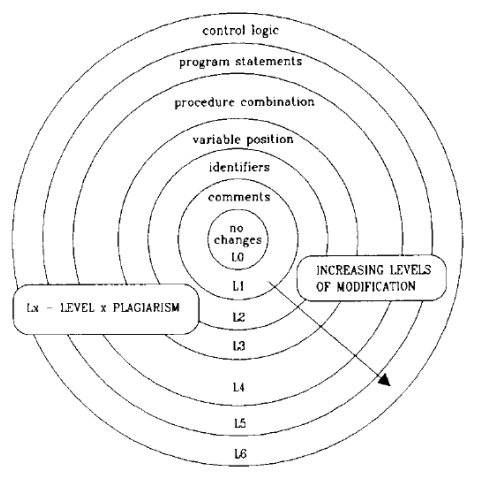 control logic
program statements
procedure combination
variable position
identifiers
comments
no
changes
L0
L1
INCREASING LEVELS
OF MODIFICATION
Lx - LEVEL x PLAGIARISM
L2
L3
L4
L5
L6